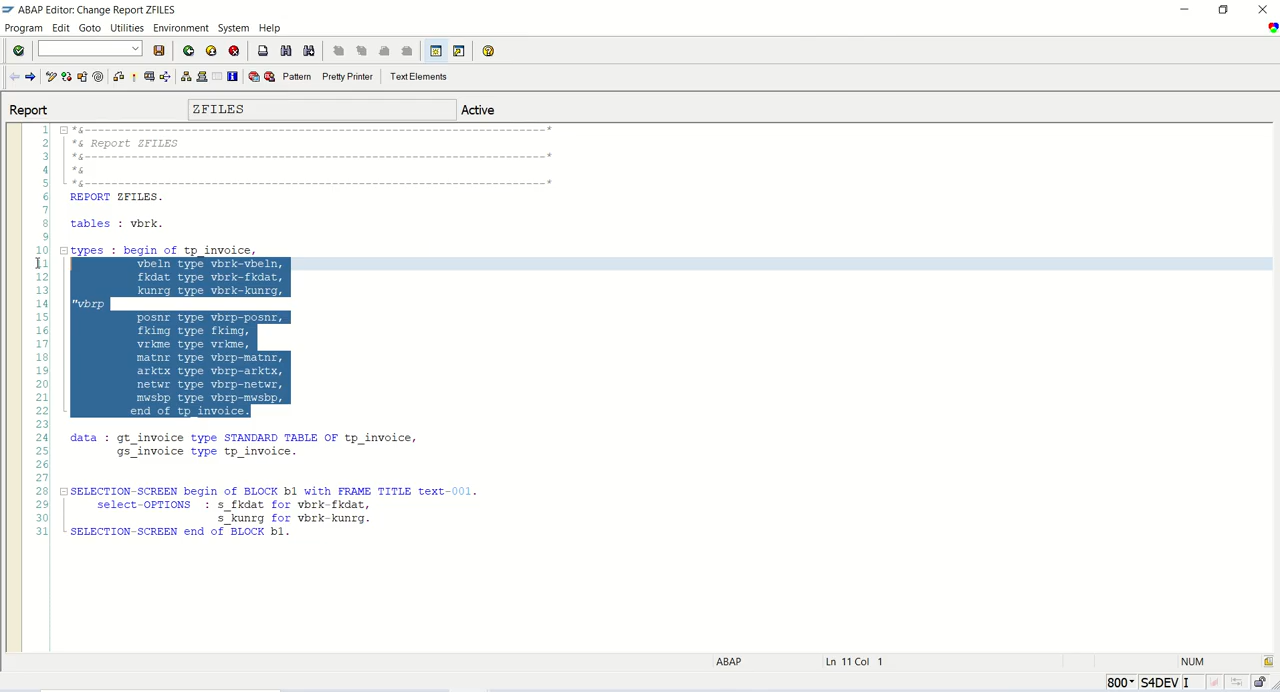 ABAP Editor: Change Report ZFILES
Program Edit Goto Utilities Environment System Help
Pattern Pretty Printer Text Elements
Report ZFILES Active
1 *&---------------------------------------------------------------------*
2 *& Report ZFILES
3 *&---------------------------------------------------------------------*
4 *&
5 *&---------------------------------------------------------------------*
6 REPORT ZFILES.
7
8 tables : vbrk.
9
10 types : begin of tp_invoice,
11 vbeln type vbrk-vbeln,
12 fkdat type vbrk-fkdat,
13 kunrg type vbrk-kunrg,
14 "vbrp
15 posnr type vbrp-posnr,
16 fkimg type fkimg,
17 vrkme type vrkme,
18 matnr type vbrp-matnr,
19 arktx type vbrp-arktx,
20 netwr type vbrp-netwr,
21 mwsbp type vbrp-mwsbp,
22 end of tp_invoice.
23
24 data : gt_invoice type STANDARD TABLE OF tp_invoice,
25 gs_invoice type tp_invoice.
26
27
28 SELECTION-SCREEN begin of BLOCK b1 with FRAME TITLE text-001.
29 select-OPTIONS : s_fkdat for vbrk-fkdat,
30 s_kunrg for vbrk-kunrg.
31 SELECTION-SCREEN end of BLOCK b1.
ABAP Ln 11 Col 1 NUM
800 S4DEV